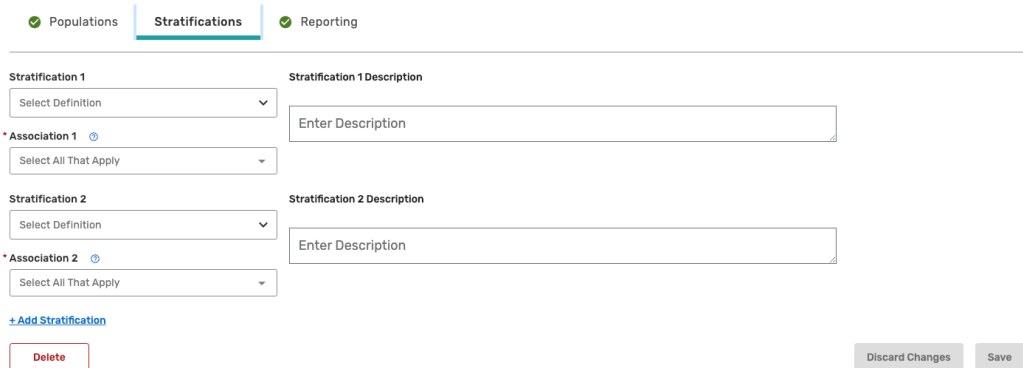 Populations Stratifications Reporting
Stratification 1 Stratification 1 Description
Select Definition
Enter Description
* Association 1
Select All That Apply
Stratification 2 Stratification 2 Description
Select Definition
Enter Description
* Association 2
Select All That Apply
+ Add Stratification
Delete Discard Changes Save